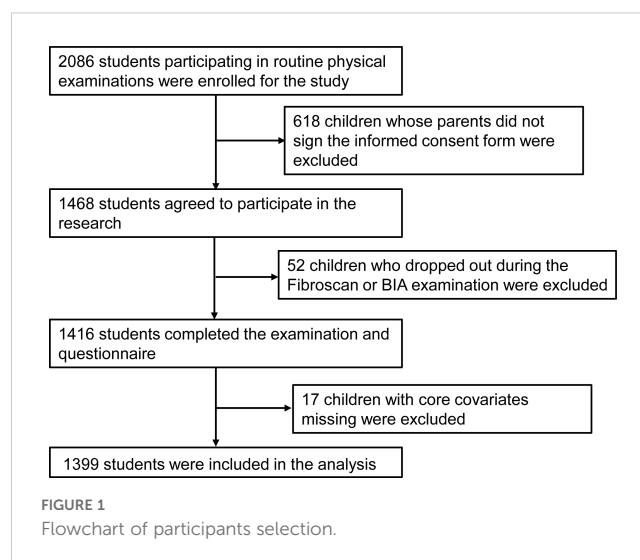 2086 students participating in routine physical
examinations were enrolled for the study
618 children whose parents did not
sign the informed consent form were
excluded
1468 students agreed to participate in the
research
52 children who dropped out during the
Fibroscan or BIA examination were excluded
1416 students completed the examination and
questionnaire
17 children with core covariates
missing were excluded
1399 students were included in the analysis
FIGURE 1
Flowchart of participants selection.